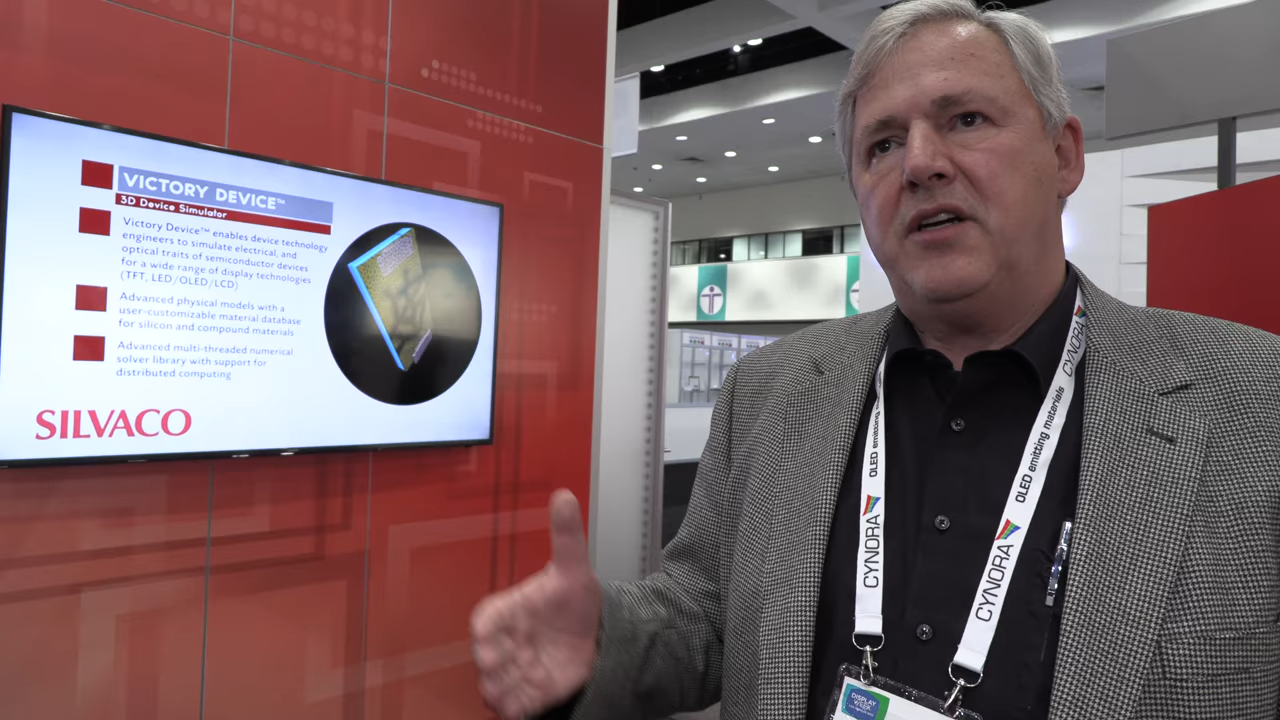 VICTORY DEVICE™
3D Device Simulator
Victory Device™ enables device technology
engineers to simulate electrical, and
optical traits of semiconductor devices
for a wide range of display technologies
(TFT, LED/OLED/LCD)
Advanced physical models with a
user-customizable material database
for silicon and compound materials
Advanced multi-threaded numerical
solver library with support for
distributed computing
SILVACO
CYNORA
OLED emitting
CYNORA
OLED emitting materials
CYNORA
DISPLAY
WEEK